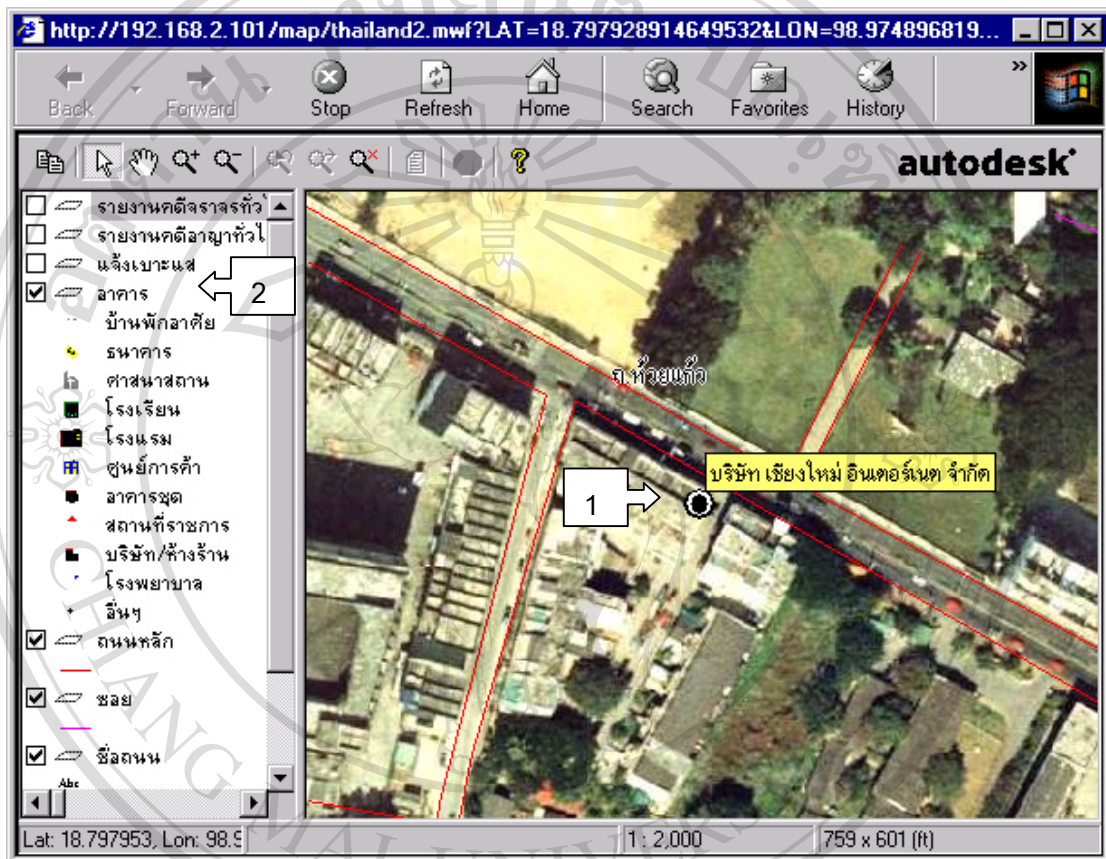 http://192.168.2.101/map/thailand2.mwf?LAT=18.797928914649532&LON=98.974896819...
Back Forward Stop Refresh Home Search Favorites History »
autodesk
รายงานคดีจราจรทั่วไ
รายงานคดีอาญาทั่วไ
แจ้งเบาะแส
อาคาร
2
บ้านพักอาศัย
ธนาคาร
ศาสนาสถาน
โรงเรียน
โรงแรม
ศูนย์การค้า
อาคารชุด
สถานที่ราชการ
บริษัท/ห้างร้าน
โรงพยาบาล
อื่นๆ
ถนนหลัก
ซอย
ชื่อถนน
Abc
ถ.ห้วยแก้ว
บริษัท เชียงใหม่ อินเตอร์เนต จำกัด
1
Lat: 18.797953, Lon: 98.9
1 : 2,000
759 x 601 (ft)
CHIANG MAI UNIVERSITY